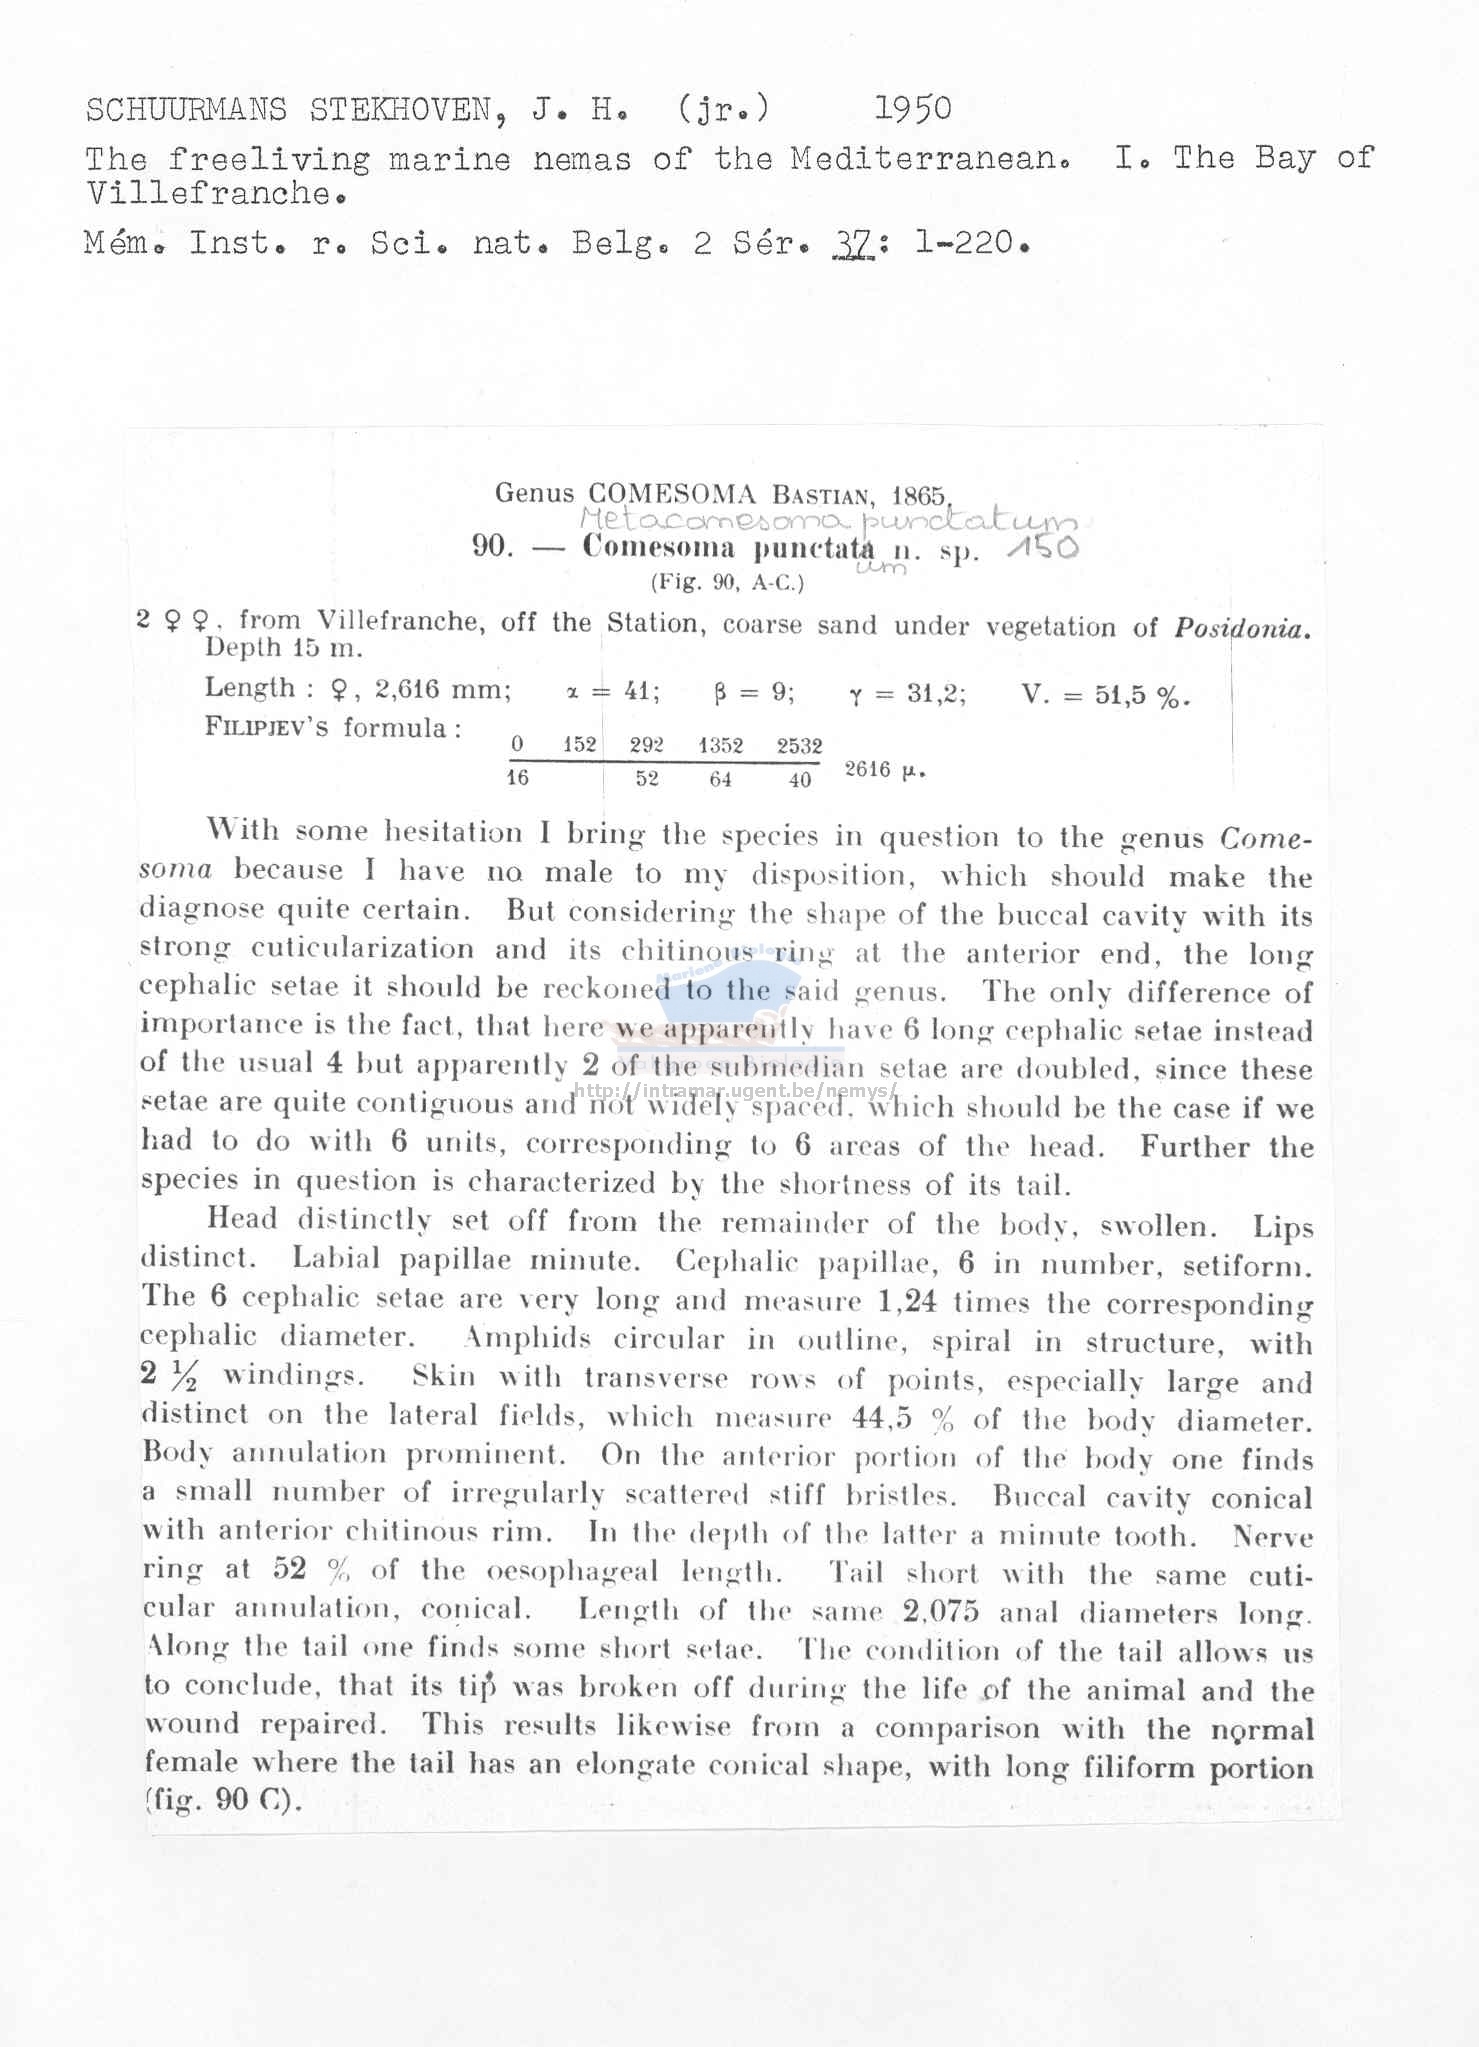 SCHUURMANS STEKHOVEN, J. H. (jr.) 1950
The freeliving marine nemas of the Mediterranean. I. The Bay of
Villefranche.
Mém. Inst. r. Sci. nat. Belg. 2 Sér. 37: 1-220.
Genus COMESOMA BASTIAN, 1865.
Metacomesoma punctatum
90. — Comesoma punctata n. sp. 150
um
(Fig. 90, A-C.)
2 ♀ ♀, from Villefranche, off the Station, coarse sand under vegetation of Posidonia.
Depth 15 m.
Length : ♀, 2,616 mm; α = 41; β = 9; γ = 31,2; V. = 51,5 %.
FILIPJEV'S formula :
0 152 292 1352 2532
16 52 64 40 2616 µ.
With some hesitation I bring the species in question to the genus Come-
soma because I have no male to my disposition, which should make the
diagnose quite certain. But considering the shape of the buccal cavity with its
strong cuticularization and its chitinous ring at the anterior end, the long
cephalic setae it should be reckoned to the said genus. The only difference of
importance is the fact, that here we apparently have 6 long cephalic setae instead
of the usual 4 but apparently 2 of the submedian setae are doubled, since these
http://intramar.ugent.be/nemys/
setae are quite contiguous and not widely spaced, which should be the case if we
had to do with 6 units, corresponding to 6 areas of the head. Further the
species in question is characterized by the shortness of its tail.
Head distinctly set off from the remainder of the body, swollen. Lips
distinct. Labial papillae minute. Cephalic papillae, 6 in number, setiform.
The 6 cephalic setae are very long and measure 1,24 times the corresponding
cephalic diameter. Amphids circular in outline, spiral in structure, with
2 ½ windings. Skin with transverse rows of points, especially large and
distinct on the lateral fields, which measure 44,5 % of the body diameter.
Body annulation prominent. On the anterior portion of the body one finds
a small number of irregularly scattered stiff bristles. Buccal cavity conical
with anterior chitinous rim. In the depth of the latter a minute tooth. Nerve
ring at 52 % of the oesophageal length. Tail short with the same cuti-
cular annulation, conical. Length of the same 2,075 anal diameters long.
Along the tail one finds some short setae. The condition of the tail allows us
to conclude, that its tip was broken off during the life of the animal and the
wound repaired. This results likewise from a comparison with the normal
female where the tail has an elongate conical shape, with long filiform portion
(fig. 90 C).